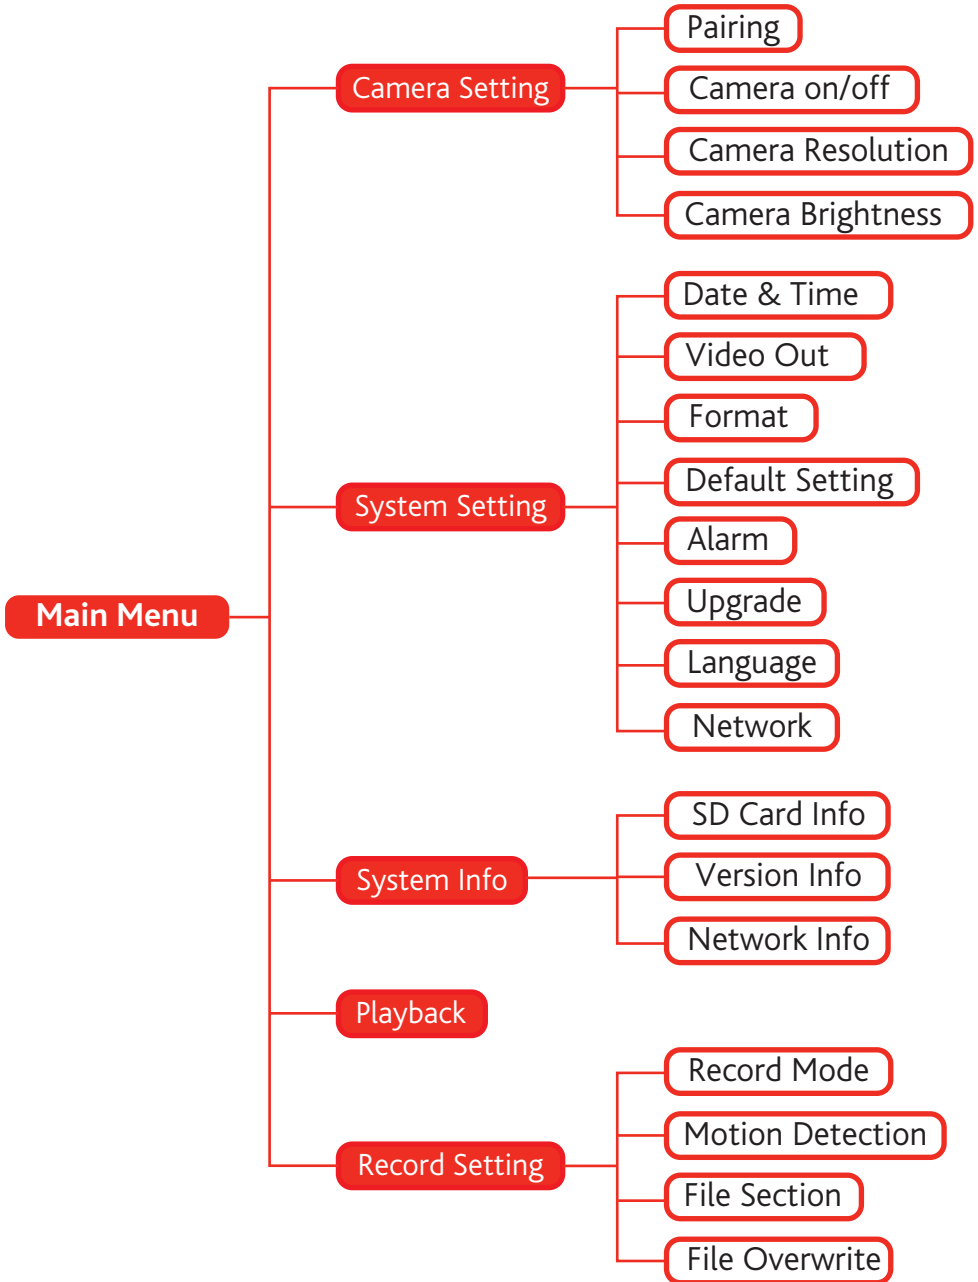 Main Menu
Camera Setting
Pairing
Camera on/off
Camera Resolution
Camera Brightness
System Setting
Date & Time
Video Out
Format
Default Setting
Alarm
Upgrade
Language
Network
System Info
SD Card Info
Version Info
Network Info
Playback
Record Setting
Record Mode
Motion Detection
File Section
File Overwrite